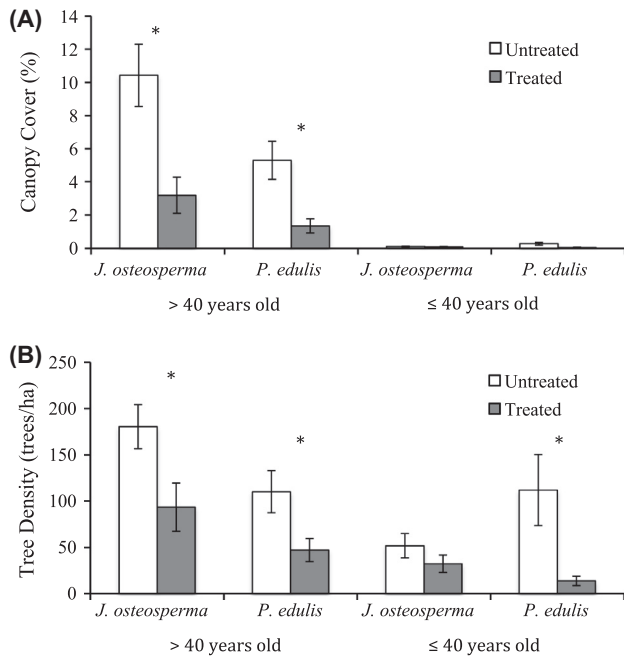 (A)
*
*
Untreated
Treated
Canopy Cover (%)
14
12
10
8
6
4
2
0
J. osteosperma P. edulis J. osteosperma P. edulis
> 40 years old ≤ 40 years old
(B)
*
*
*
Untreated
Treated
Tree Density (trees/ha)
250
200
150
100
50
0
J. osteosperma P. edulis J. osteosperma P. edulis
> 40 years old ≤ 40 years old